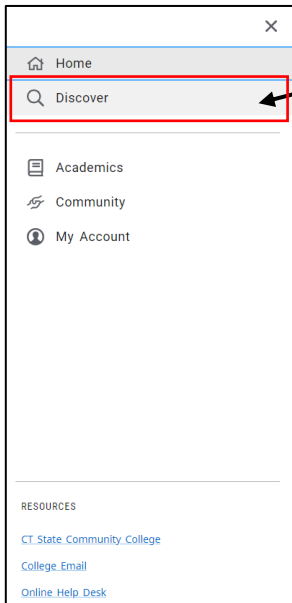 Home
Discover
Academics
Community
My Account
RESOURCES
CT State Community College
College Email
Online Help Desk